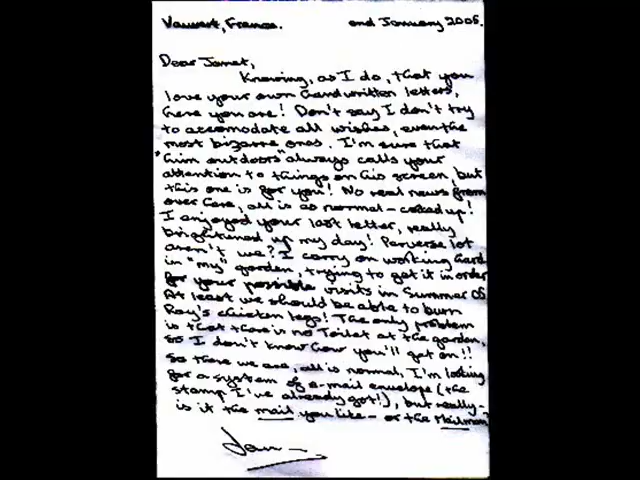 Vauvert, France. end January 2006.
Dear Janet,
Knowing, as I do, that you
love your own handwritten letters,
here you are! Don't say I don't try
to accomodate all wishes, even the
most bizarre ones. I'm sure that
"him outdoors" always calls your
attention to things on his screen, but
this one is for you! No real news from
over here, all is as normal - cocked up!
I enjoyed your last letter, really
brightened up my day! Perverse lot
aren't we? I carry on working hard
in "my" garden, trying to get it in order
for your possible visits in Summer 06.
At least we should be able to burn
Ray's chicken legs! The only problem
is that there is no Toilet at the garden,
so I don't know how you'll get on!!
So there we are, all is normal, I'm looking
for a system of e-mail envelope (the
stamp I've already got!), but really -
is it the mail you like - or the Mailman